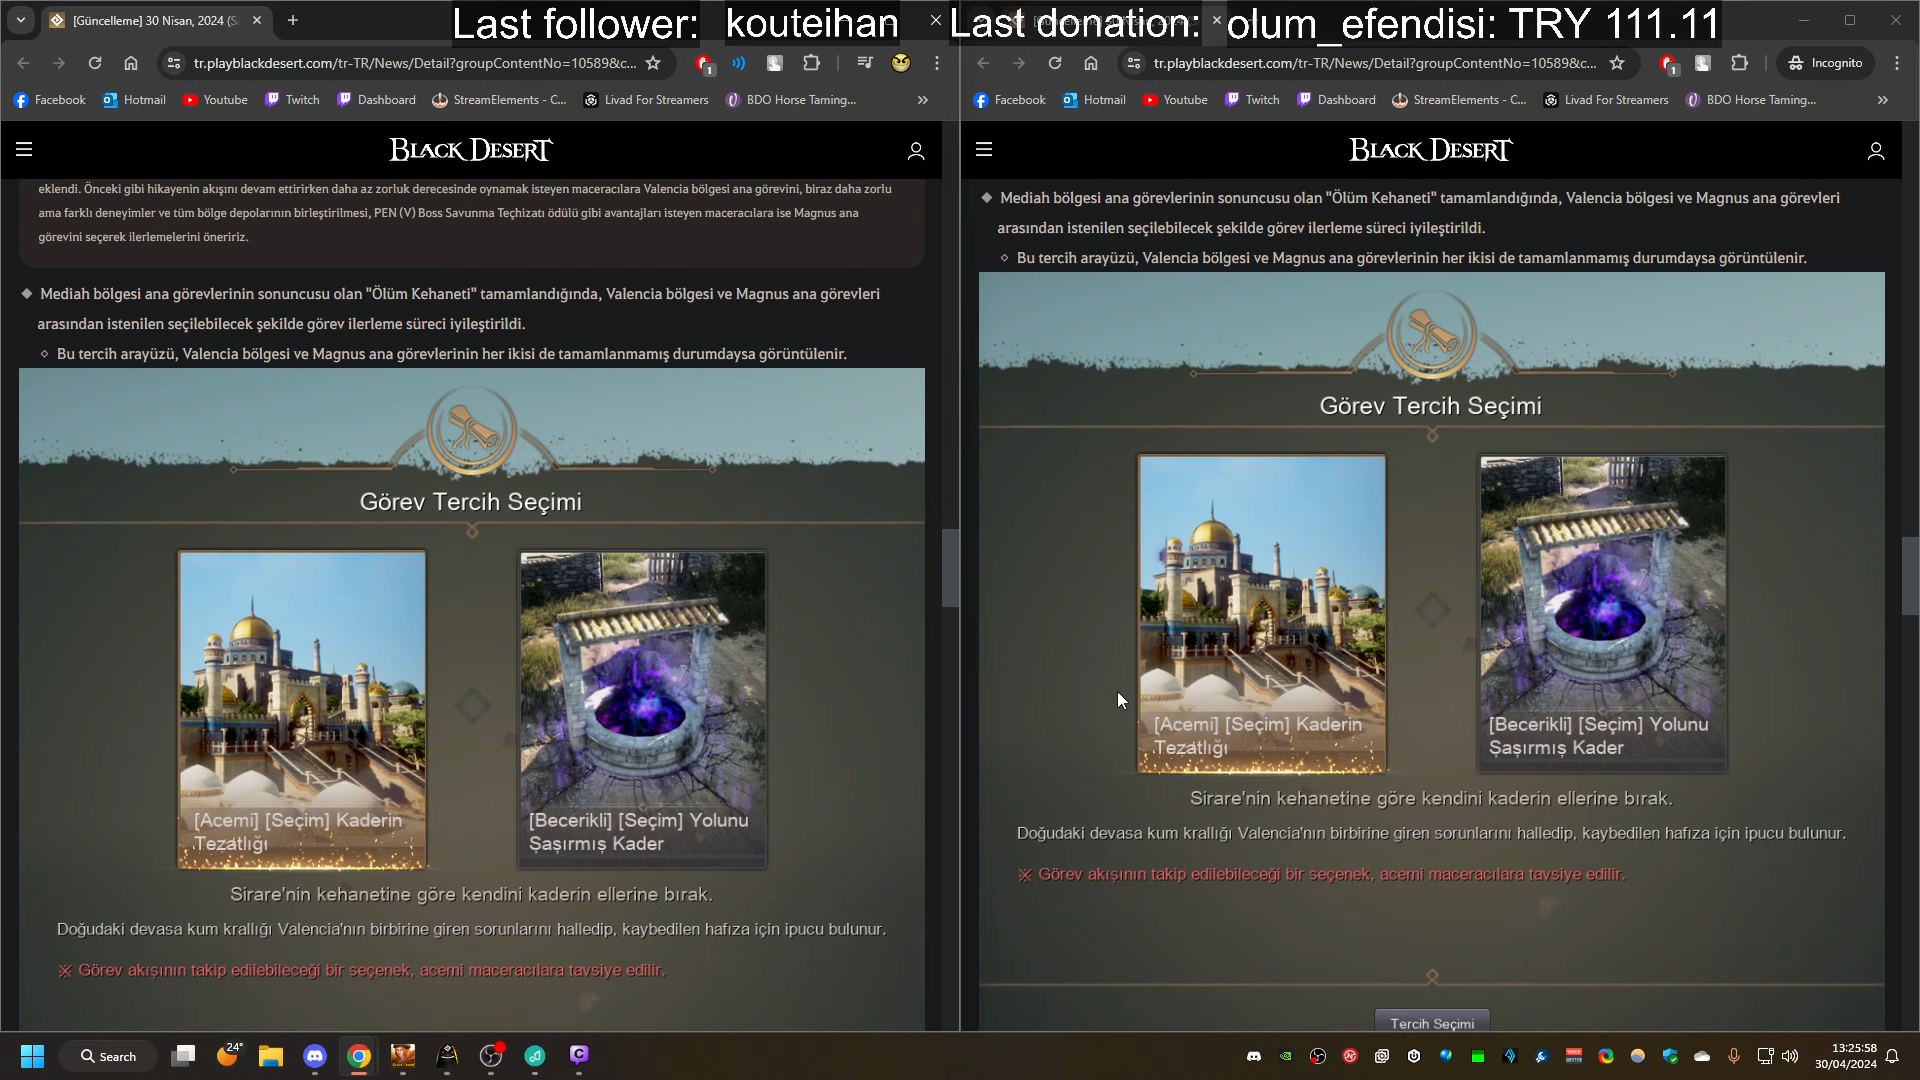 Last follower: kouteihan
Last donation: olum_efendisi: TRY 111.11
[Güncelleme] 30 Nisan, 2024 (Sa
tr.playblackdesert.com/tr-TR/News/Detail?groupContentNo=10589&c...
1
Facebook Hotmail Youtube Twitch Dashboard StreamElements - C... Livad For Streamers BDO Horse Taming...
BLACK DESERT
eklendi. Önceki gibi hikayenin akışını devam ettirirken daha az zorluk derecesinde oynamak isteyen maceracılara Valencia bölgesi ana görevini, biraz daha zorlu
ama farklı deneyimler ve tüm bölge depolarının birleştirilmesi, PEN (V) Boss Savunma Teçhizatı ödülü gibi avantajları isteyen maceracılara ise Magnus ana
görevini seçerek ilerlemelerini öneririz.
Mediah bölgesi ana görevlerinin sonuncusu olan "Ölüm Kehaneti" tamamlandığında, Valencia bölgesi ve Magnus ana görevleri
arasından istenilen seçilebilecek şekilde görev ilerleme süreci iyileştirildi.
Bu tercih arayüzü, Valencia bölgesi ve Magnus ana görevlerinin her ikisi de tamamlanmamış durumdaysa görüntülenir.
Görev Tercih Seçimi
[Acemi] [Seçim] Kaderin
Tezatlığı
[Becerikli] [Seçim] Yolunu
Şaşırmış Kader
Sirare'nin kehanetine göre kendini kaderin ellerine bırak.
Doğudaki devasa kum krallığı Valencia'nın birbirine giren sorunlarını halledip, kaybedilen hafıza için ipucu bulunur.
※ Görev akışının takip edilebileceği bir seçenek, acemi maceracılara tavsiye edilir.
tr.playblackdesert.com/tr-TR/News/Detail?groupContentNo=10589&c...
1
Incognito
Facebook Hotmail Youtube Twitch Dashboard StreamElements - C... Livad For Streamers BDO Horse Taming...
BLACK DESERT
Mediah bölgesi ana görevlerinin sonuncusu olan "Ölüm Kehaneti" tamamlandığında, Valencia bölgesi ve Magnus ana görevleri
arasından istenilen seçilebilecek şekilde görev ilerleme süreci iyileştirildi.
Bu tercih arayüzü, Valencia bölgesi ve Magnus ana görevlerinin her ikisi de tamamlanmamış durumdaysa görüntülenir.
Görev Tercih Seçimi
[Acemi] [Seçim] Kaderin
Tezatlığı
[Becerikli] [Seçim] Yolunu
Şaşırmış Kader
Sirare'nin kehanetine göre kendini kaderin ellerine bırak.
Doğudaki devasa kum krallığı Valencia'nın birbirine giren sorunlarını halledip, kaybedilen hafıza için ipucu bulunur.
※ Görev akışının takip edilebileceği bir seçenek, acemi maceracılara tavsiye edilir.
Tercih Seçimi
Search
24°
13:25:58
30/04/2024